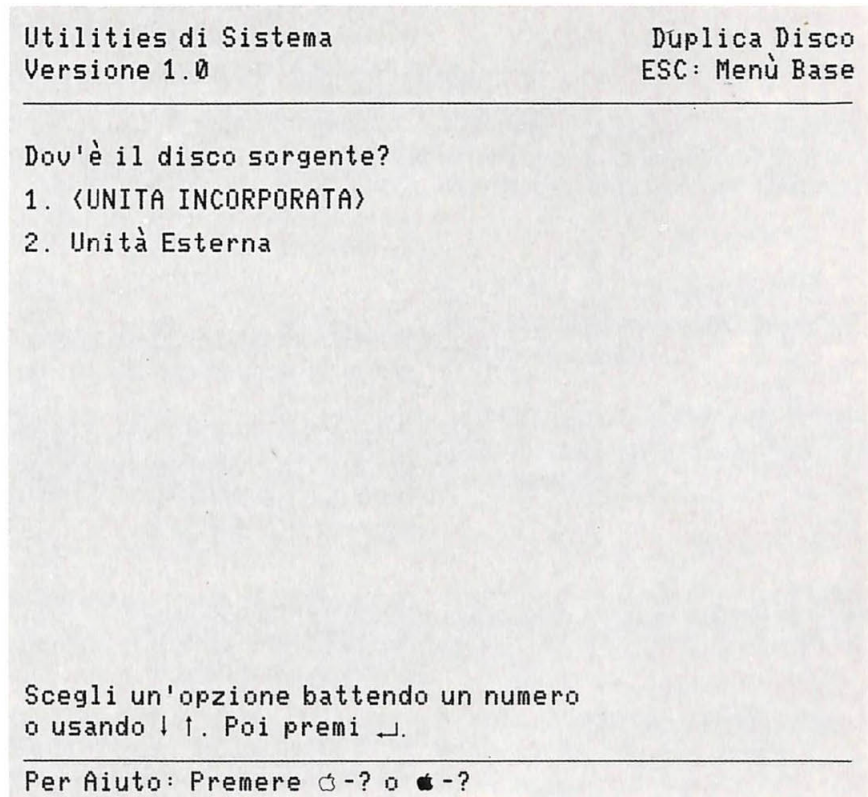 Utilities di Sistema Duplica Disco
Versione 1.0 ESC: Menù Base
Dov'è il disco sorgente?
1. <UNITA INCORPORATA>
2. Unità Esterna
Scegli un'opzione battendo un numero
o usando ↓ ↑. Poi premi ↵.
Per Aiuto: Premere -? o -?